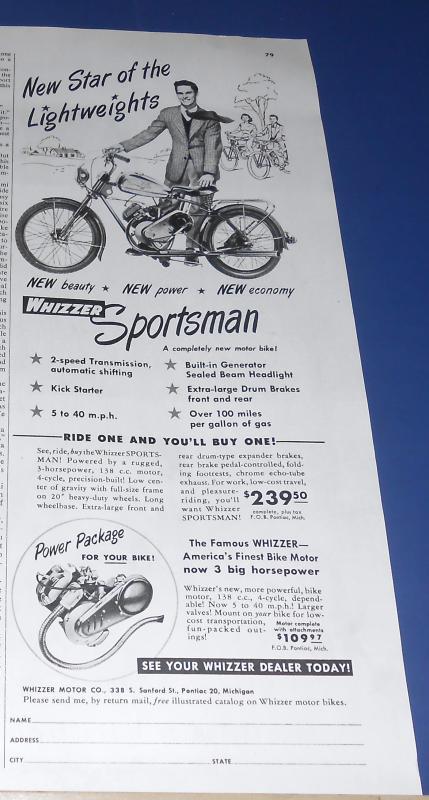 79
New Star of the
Lightweights
NEW beauty ★ NEW power ★ NEW economy
WHIZZER Sportsman
A completely new motor bike!
★ 2-speed Transmission,
automatic shifting
★ Kick Starter
★ 5 to 40 m.p.h.
★ Built-in Generator
Sealed Beam Headlight
★ Extra-large Drum Brakes
front and rear
★ Over 100 miles
per gallon of gas
RIDE ONE AND YOU'LL BUY ONE!
See, ride, buy the Whizzer SPORTS-
MAN! Powered by a rugged,
3-horsepower, 138 c.c. motor,
4-cycle, precision-built! Low cen-
ter of gravity with full-size frame
on 20" heavy-duty wheels. Long
wheelbase. Extra-large front and
rear drum-type expander brakes,
rear brake pedal-controlled, fold-
ing footrests, chrome echo-tube
exhaust. For work, low-cost travel,
and pleasure-
riding, you'll
want Whizzer
SPORTSMAN!
$239.50
complete, plus tax
F.O.B. Pontiac, Mich.
Power Package
FOR YOUR BIKE!
The Famous WHIZZER—
America's Finest Bike Motor
now 3 big horsepower
Whizzer's new, more powerful, bike
motor, 138 c.c., 4-cycle, depend-
able! Now 5 to 40 m.p.h.! Larger
valves! Mount on your bike for low-
cost transportation,
fun-packed out-
ings!
Motor complete
with attachments
$109.97
F.O.B. Pontiac, Mich.
SEE YOUR WHIZZER DEALER TODAY!
WHIZZER MOTOR CO., 338 S. Sanford St., Pontiac 20, Michigan
Please send me, by return mail, free illustrated catalog on Whizzer motor bikes.
NAME
ADDRESS
CITY STATE